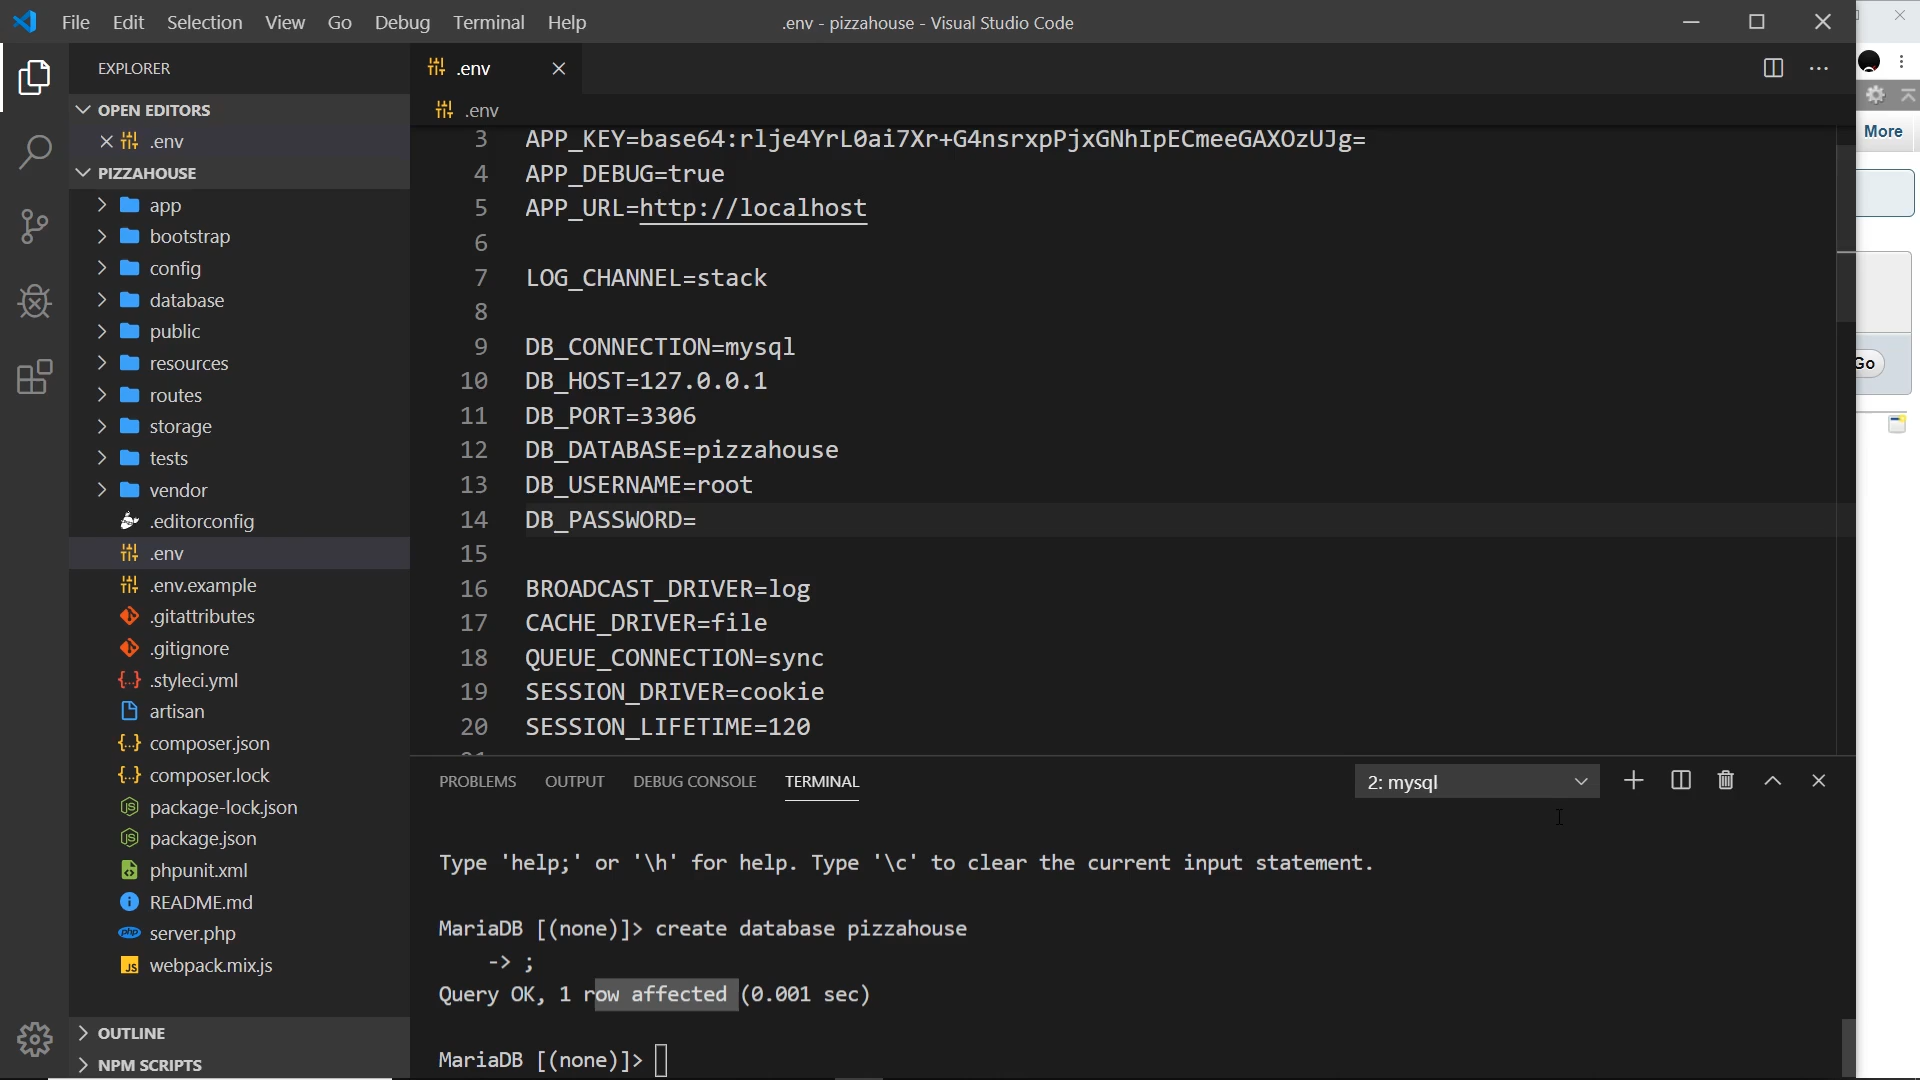 File Edit Selection View Go Debug Terminal Help
.env - pizzahouse - Visual Studio Code
EXPLORER
OPEN EDITORS
.env
PIZZAHOUSE
app
bootstrap
config
database
public
resources
routes
storage
tests
vendor
.editorconfig
.env
.env.example
.gitattributes
.gitignore
.styleci.yml
artisan
composer.json
composer.lock
package-lock.json
package.json
phpunit.xml
README.md
server.php
webpack.mix.js
OUTLINE
NPM SCRIPTS
.env
.env
3 APP_KEY=base64:rlje4YrL0ai7Xr+G4nsrxpPjxGNhIpECmeeGAXOzUJg=
4 APP_DEBUG=true
5 APP_URL=http://localhost
6
7 LOG_CHANNEL=stack
8
9 DB_CONNECTION=mysql
10 DB_HOST=127.0.0.1
11 DB_PORT=3306
12 DB_DATABASE=pizzahouse
13 DB_USERNAME=root
14 DB_PASSWORD=
15
16 BROADCAST_DRIVER=log
17 CACHE_DRIVER=file
18 QUEUE_CONNECTION=sync
19 SESSION_DRIVER=cookie
20 SESSION_LIFETIME=120
PROBLEMS OUTPUT DEBUG CONSOLE TERMINAL
2: mysql
Type 'help;' or '\h' for help. Type '\c' to clear the current input statement.
MariaDB [(none)]> create database pizzahouse
-> ;
Query OK, 1 row affected (0.001 sec)
MariaDB [(none)]>
More
Go